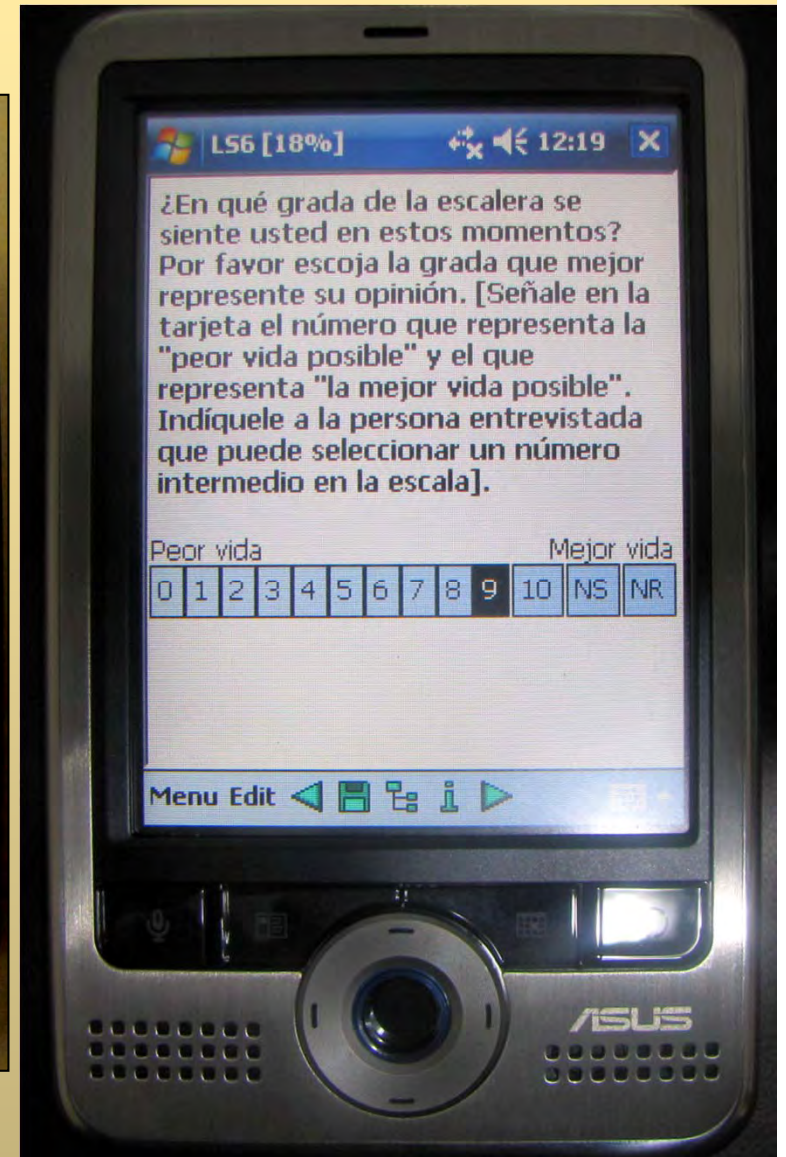 LS6 [18%] 12:19
¿En qué grada de la escalera se
siente usted en estos momentos?
Por favor escoja la grada que mejor
represente su opinión. [Señale en la
tarjeta el número que representa la
"peor vida posible" y el que
representa "la mejor vida posible".
Indíquele a la persona entrevistada
que puede seleccionar un número
intermedio en la escala].
Peor vida Mejor vida
0 1 2 3 4 5 6 7 8 9 10 NS NR
Menu Edit
ASUS